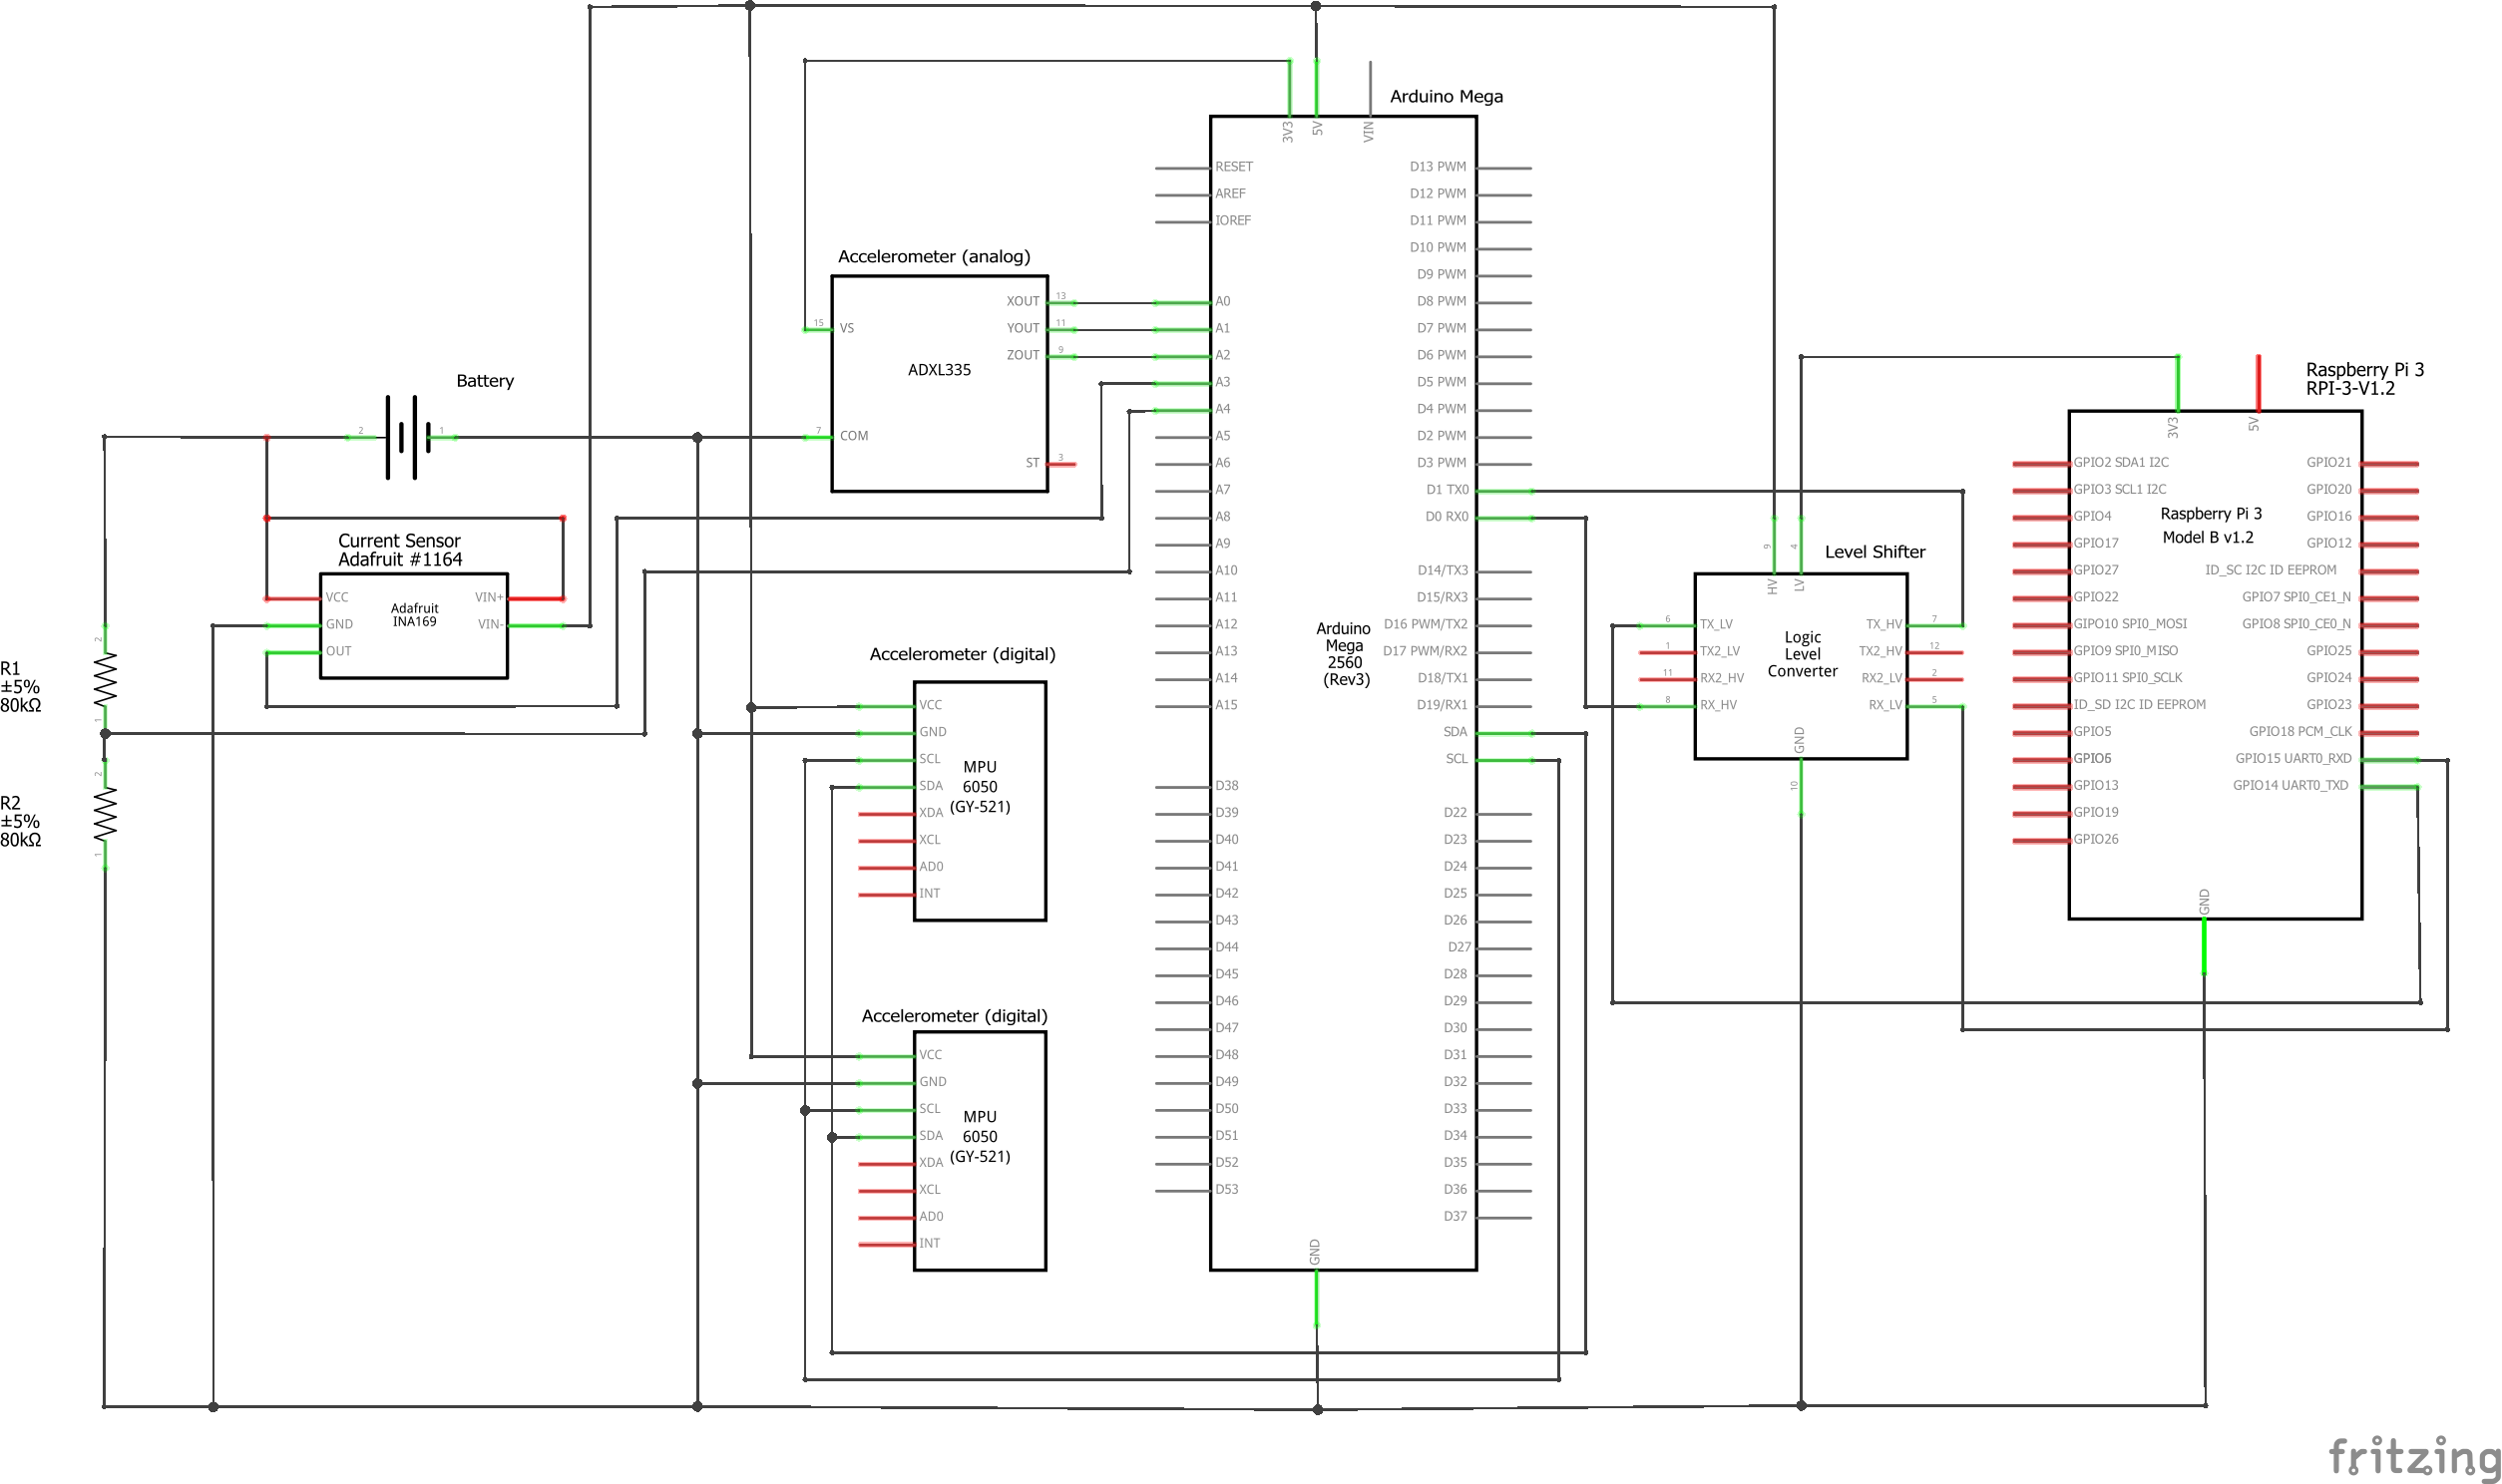 Arduino Mega
3V3
5V
VIN
RESET
AREF
IOREF
A0
A1
A2
A3
A4
A5
A6
A7
A8
A9
A10
A11
A12
A13
A14
A15
D38
D39
D40
D41
D42
D43
D44
D45
D46
D47
D48
D49
D50
D51
D52
D53
D13 PWM
D12 PWM
D11 PWM
D10 PWM
D9 PWM
D8 PWM
D7 PWM
D6 PWM
D5 PWM
D4 PWM
D2 PWM
D3 PWM
D1 TX0
D0 RX0
D14/TX3
D15/RX3
D16 PWM/TX2
D17 PWM/RX2
D18/TX1
D19/RX1
SDA
SCL
D22
D23
D24
D25
D26
D27
D28
D29
D30
D31
D32
D33
D34
D35
D36
D37
GND
Arduino
Mega
2560
(Rev3)
Accelerometer (analog)
15
VS
7
COM
XOUT
13
YOUT
11
ZOUT
9
ST
3
ADXL335
Battery
2
1
Current Sensor
Adafruit #1164
VCC
GND
OUT
VIN+
VIN-
Adafruit
INA169
2
R1
±5%
80kΩ
1
2
R2
±5%
80kΩ
1
Accelerometer (digital)
VCC
GND
SCL
SDA
XDA
XCL
AD0
INT
MPU
6050
(GY-521)
Accelerometer (digital)
VCC
GND
SCL
SDA
XDA
XCL
AD0
INT
MPU
6050
(GY-521)
Level Shifter
9
HV
4
LV
6
TX_LV
1
TX2_LV
11
RX2_HV
8
RX_HV
TX_HV
7
TX2_HV
12
RX2_LV
2
RX_LV
5
GND
10
Logic
Level
Converter
Raspberry Pi 3
RPI-3-V1.2
3V3
5V
GPIO2 SDA1 I2C
GPIO3 SCL1 I2C
GPIO4
GPIO17
GPIO27
GPIO22
GIPO10 SPI0_MOSI
GPIO9 SPI0_MISO
GPIO11 SPI0_SCLK
ID_SD I2C ID EEPROM
GPIO5
GPIO6
GPIO13
GPIO19
GPIO26
GPIO21
GPIO20
GPIO16
GPIO12
ID_SC I2C ID EEPROM
GPIO7 SPI0_CE1_N
GPIO8 SPI0_CE0_N
GPIO25
GPIO24
GPIO23
GPIO18 PCM_CLK
GPIO15 UART0_RXD
GPIO14 UART0_TXD
GND
Raspberry Pi 3
Model B v1.2
fritzing